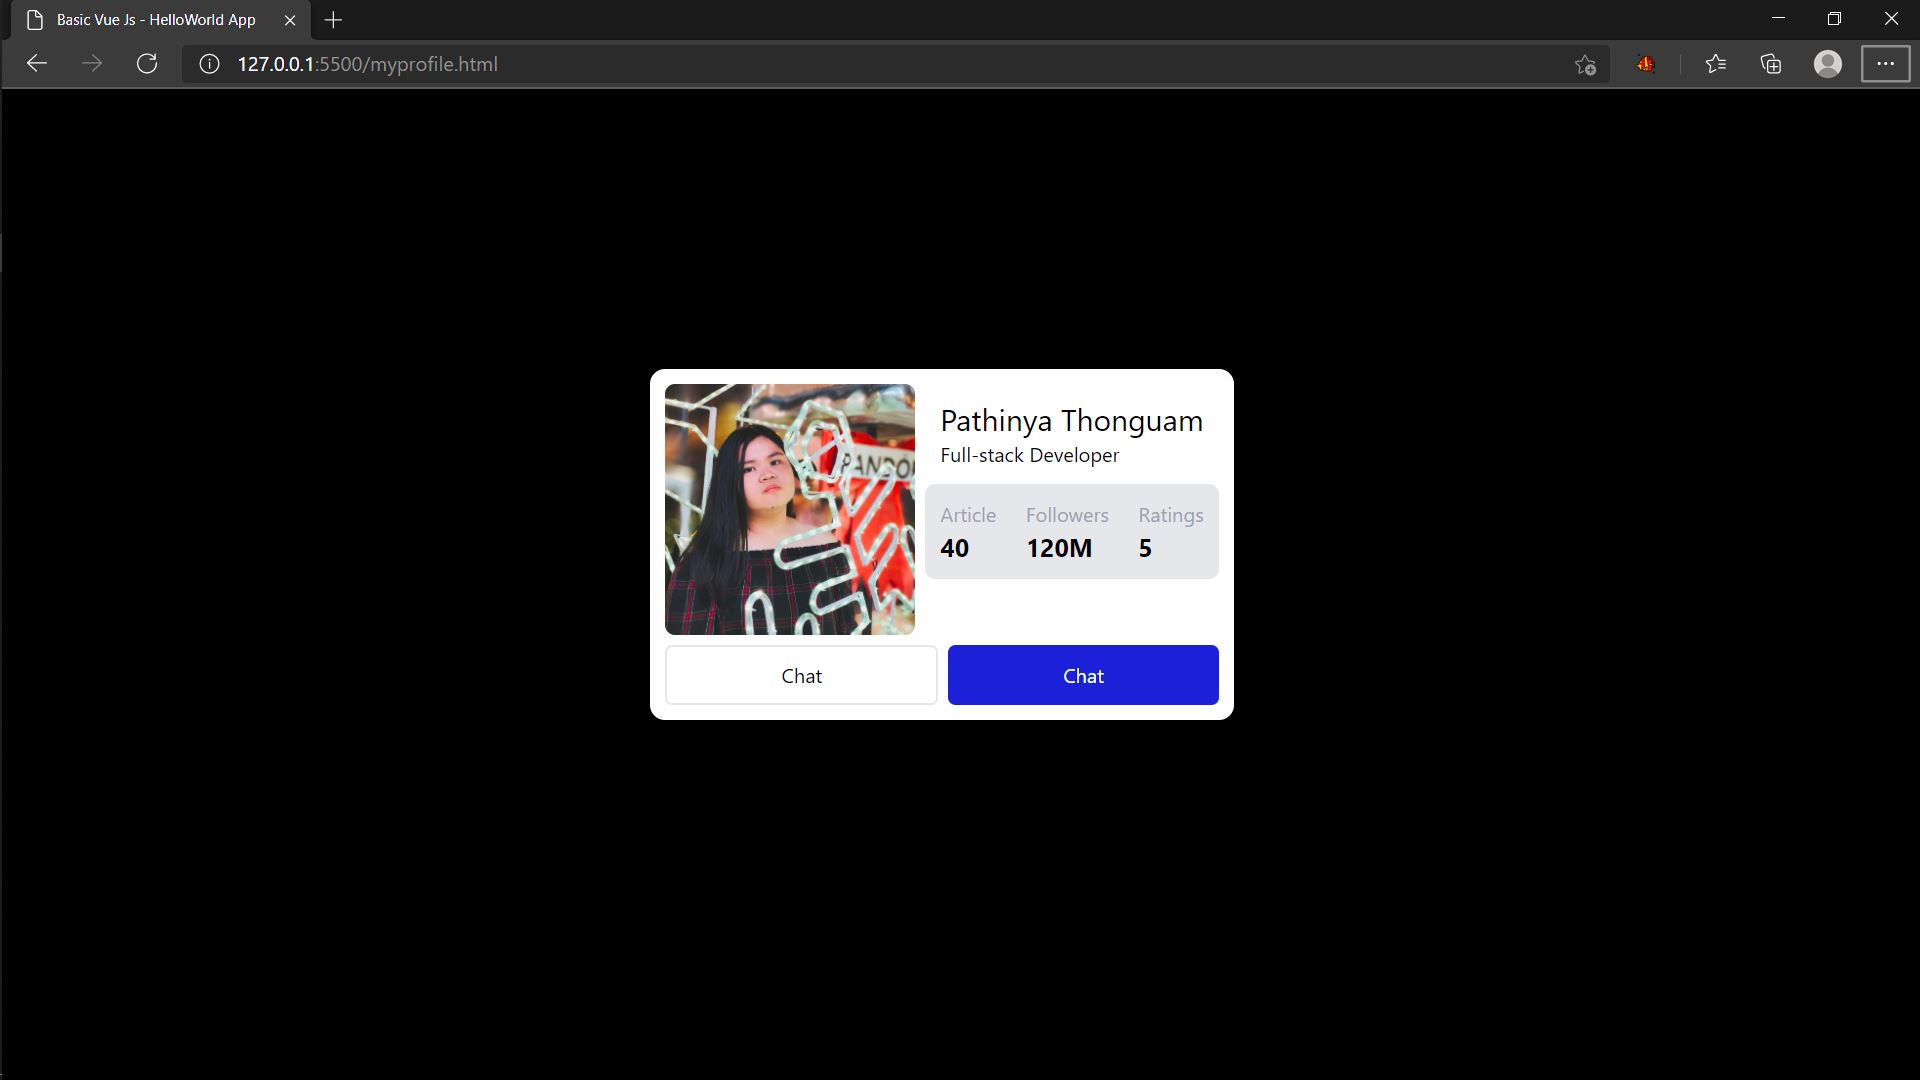 Basic Vue Js - HelloWorld App
127.0.0.1:5500/myprofile.html
Pathinya Thonguam
Full-stack Developer
Article Followers Ratings
40 120M 5
Chat Chat